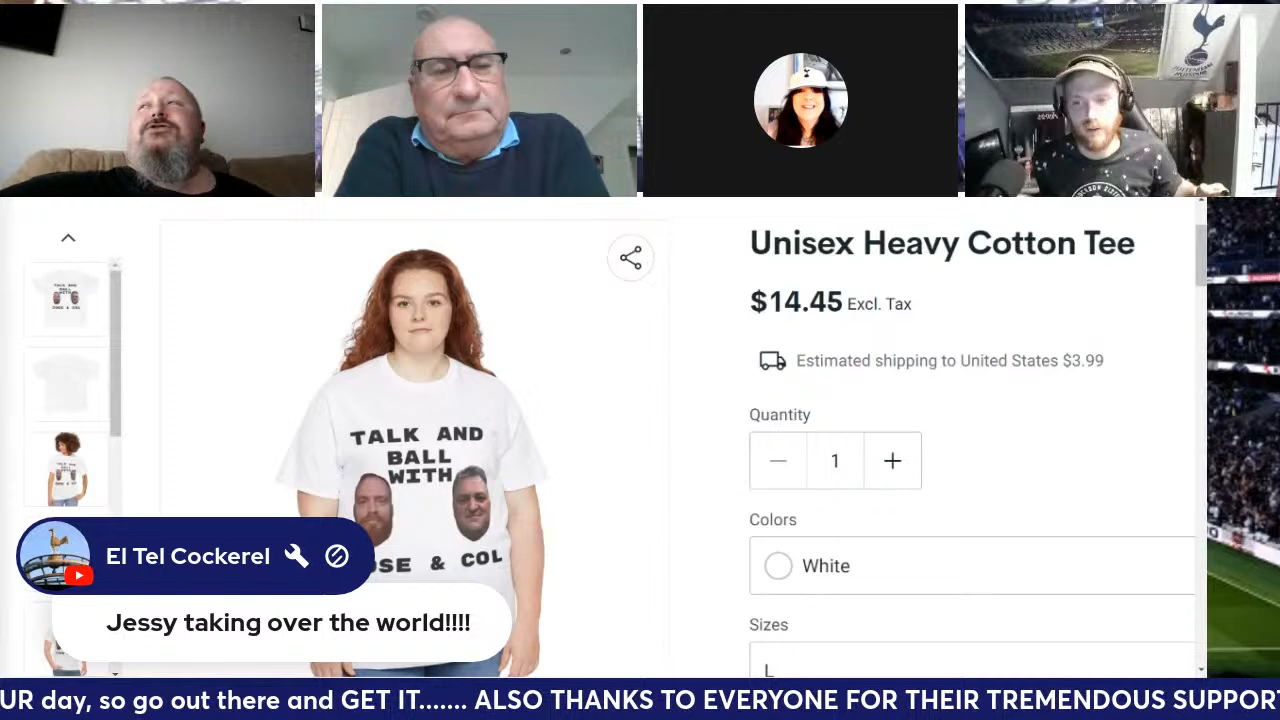 Unisex Heavy Cotton Tee
$14.45 Excl. Tax
Estimated shipping to United States $3.99
Quantity
1
Colors
White
Sizes
L
TALK AND
BALL
WITH
SE & COL
El Tel Cockerel
Jessy taking over the world!!!!
UR day, so go out there and GET IT....... ALSO THANKS TO EVERYONE FOR THEIR TREMENDOUS SUPPOR